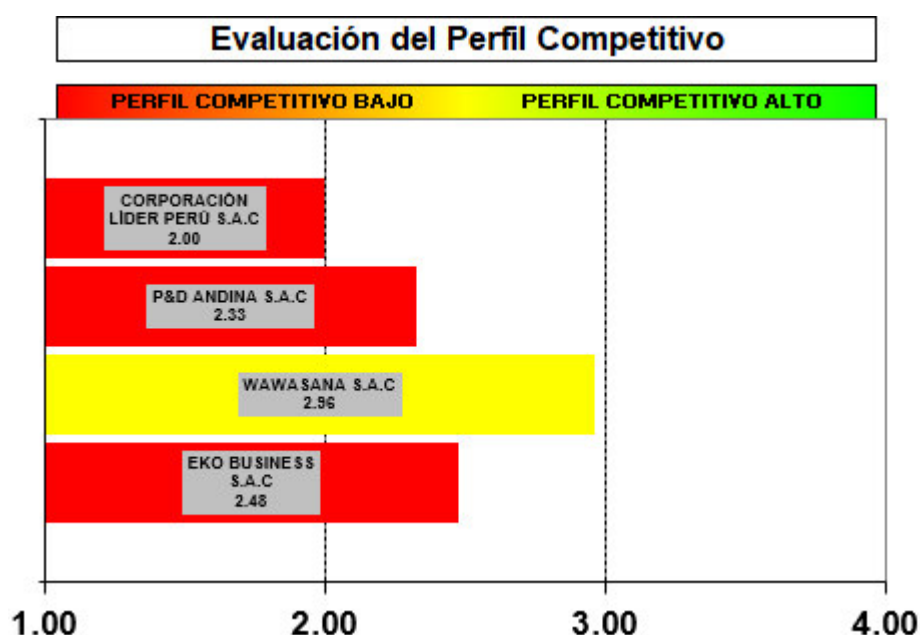 Evaluación del Perfil Competitivo
PERFIL COMPETITIVO BAJO
PERFIL COMPETITIVO ALTO
CORPORACIÓN
LÍDER PERÚ S.A.C
2.00
P&D ANDINA S.A.C
2.33
WAWASANA S.A.C
2.96
EKO BUSINESS
S.A.C
2.48
1.00
2.00
3.00
4.00